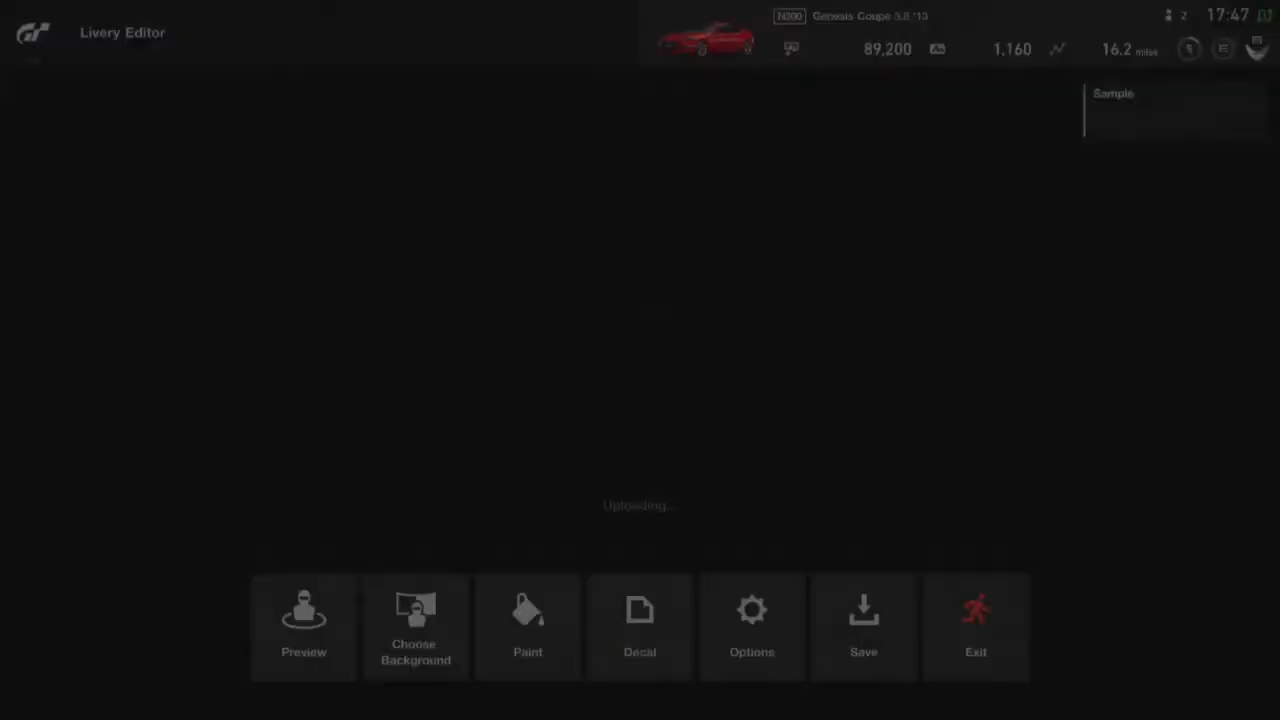 Livery Editor
N300 Genesis Coupe 3.8 '13
2 17:47
89,200 1,160 16.2 miles
Sample
Uploading...
Preview
Choose
Background
Paint
Decal
Options
Save
Exit